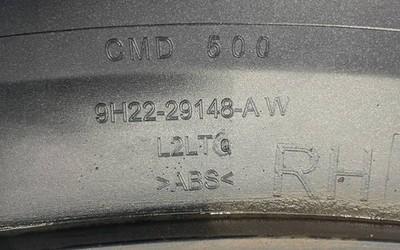 CMD 500
9H22-29148-AW
L2LTG
>ABS<
RH